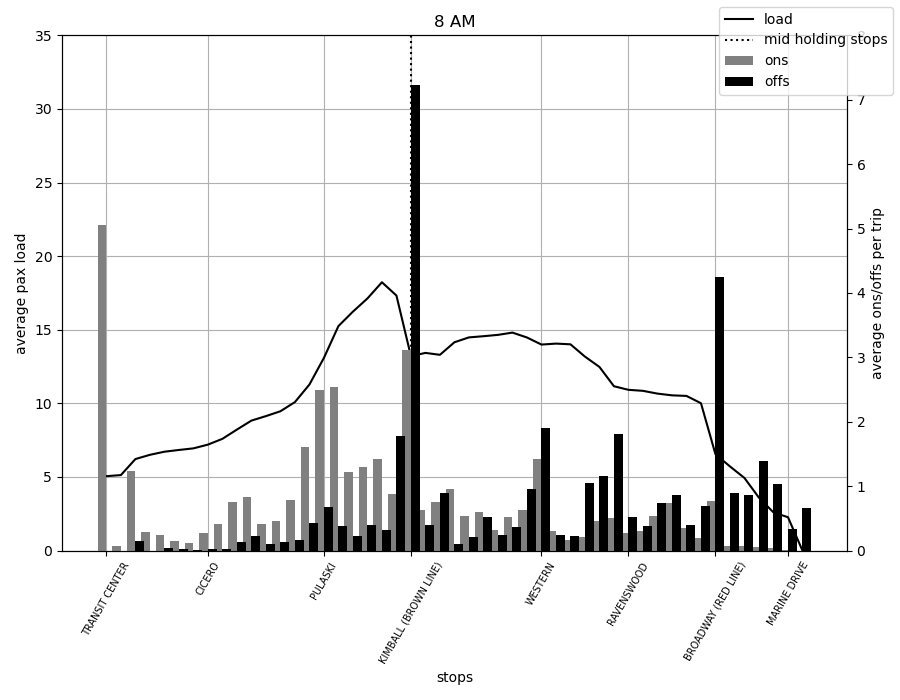 8 AM
load
mid holding stops
ons
offs
35
30
25
20
15
10
5
0
average pax load
8
7
6
5
4
3
2
1
0
average ons/offs per trip
TRANSIT CENTER
CICERO
PULASKI
KIMBALL (BROWN LINE)
WESTERN
RAVENSWOOD
BROADWAY (RED LINE)
MARINE DRIVE
stops